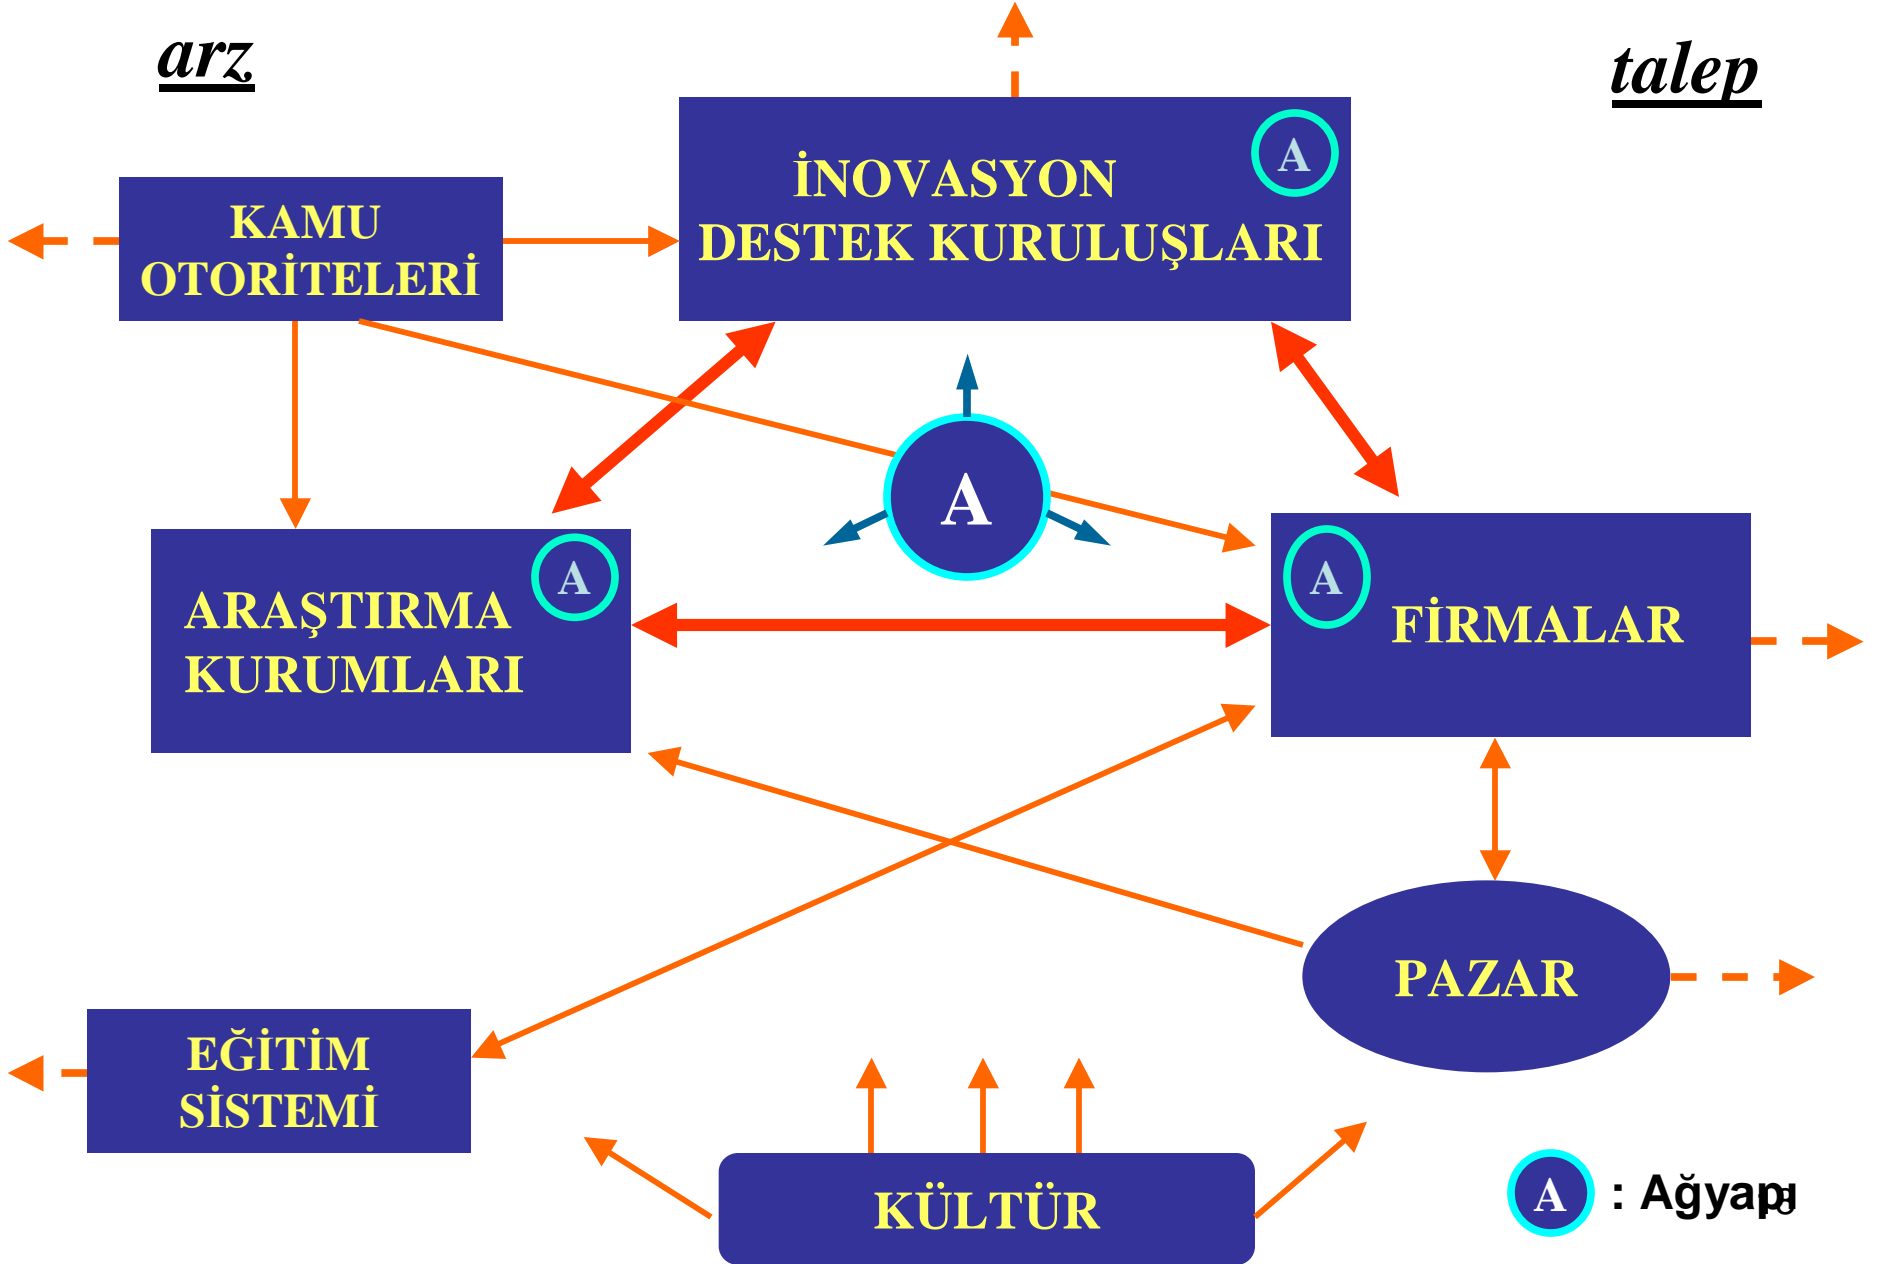 arz
talep
İNOVASYON
DESTEK KURULUŞLARI
A
KAMU
OTORİTELERİ
A
ARAŞTIRMA
KURUMLARI
A
A
FİRMALAR
PAZAR
EĞİTİM
SİSTEMİ
KÜLTÜR
A : Ağyapı